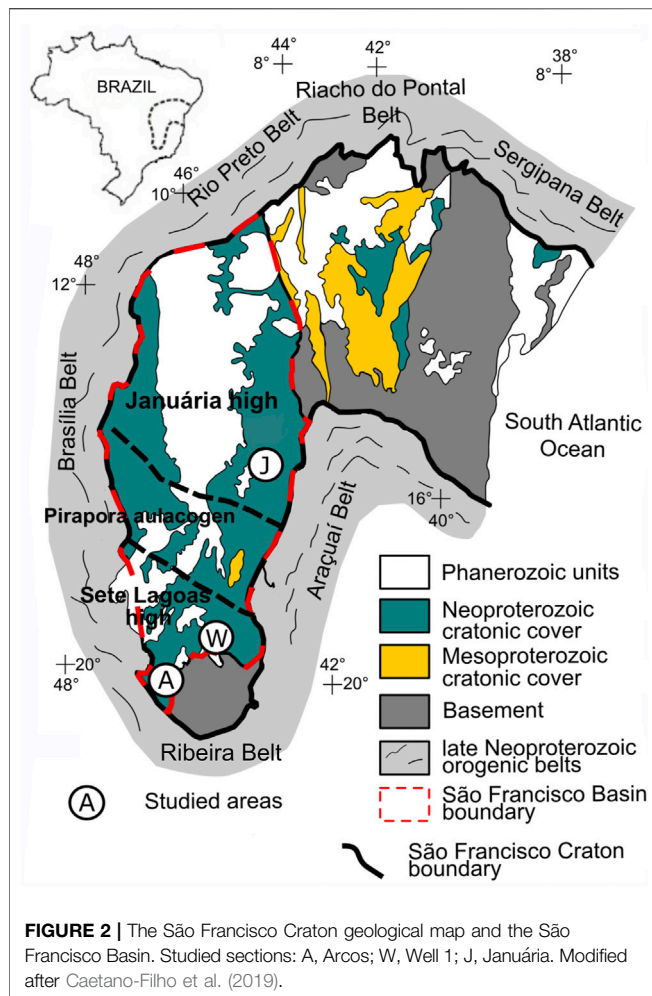 BRAZIL
44°
8°
42°
38°
8°
Riacho do Pontal
Belt
Rio Preto Belt
Sergipana Belt
46°
10°
48°
12°
Brasília Belt
Januária high
J
South Atlantic
Ocean
16°
40°
Pirapora aulacogen
Araçuaí Belt
Sete Lagoas
high
W
A
20°
48°
42°
20°
Ribeira Belt
Phanerozoic units
Neoproterozoic
cratonic cover
Mesoproterozoic
cratonic cover
Basement
late Neoproterozoic
orogenic belts
São Francisco Basin
boundary
São Francisco Craton
boundary
A Studied areas
FIGURE 2 | The São Francisco Craton geological map and the São
Francisco Basin. Studied sections: A, Arcos; W, Well 1; J, Januária. Modified
after Caetano-Filho et al. (2019).